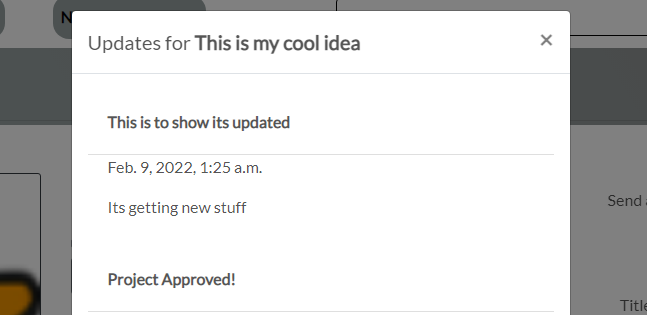 N
Updates for This is my cool idea
×
This is to show its updated
Feb. 9, 2022, 1:25 a.m.
Its getting new stuff
Send
Project Approved!
Title